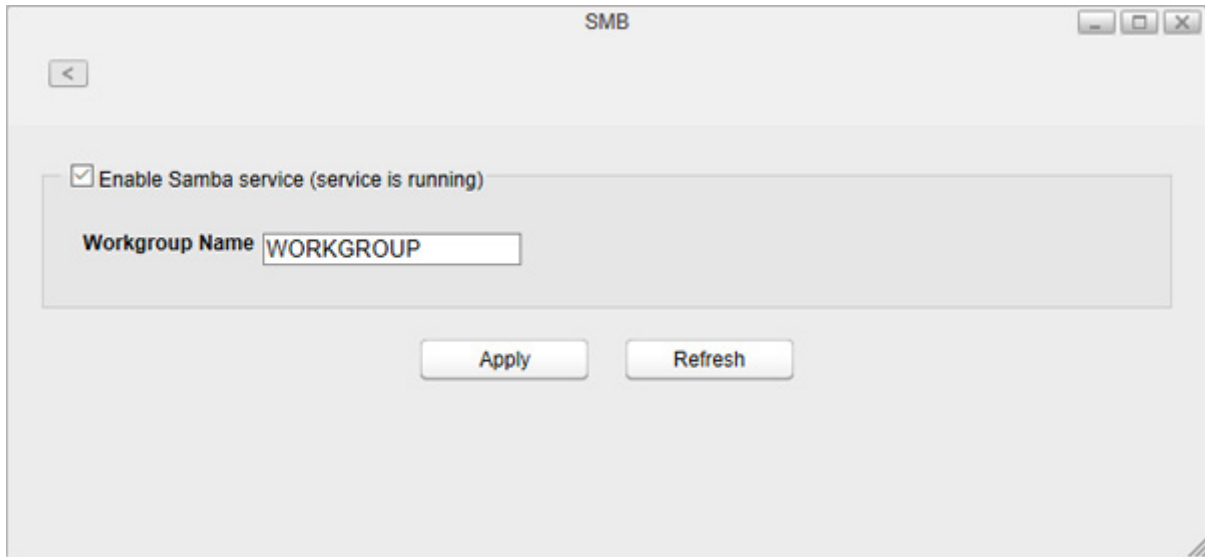 SMB
<
Enable Samba service (service is running)
Workgroup Name WORKGROUP
Apply Refresh